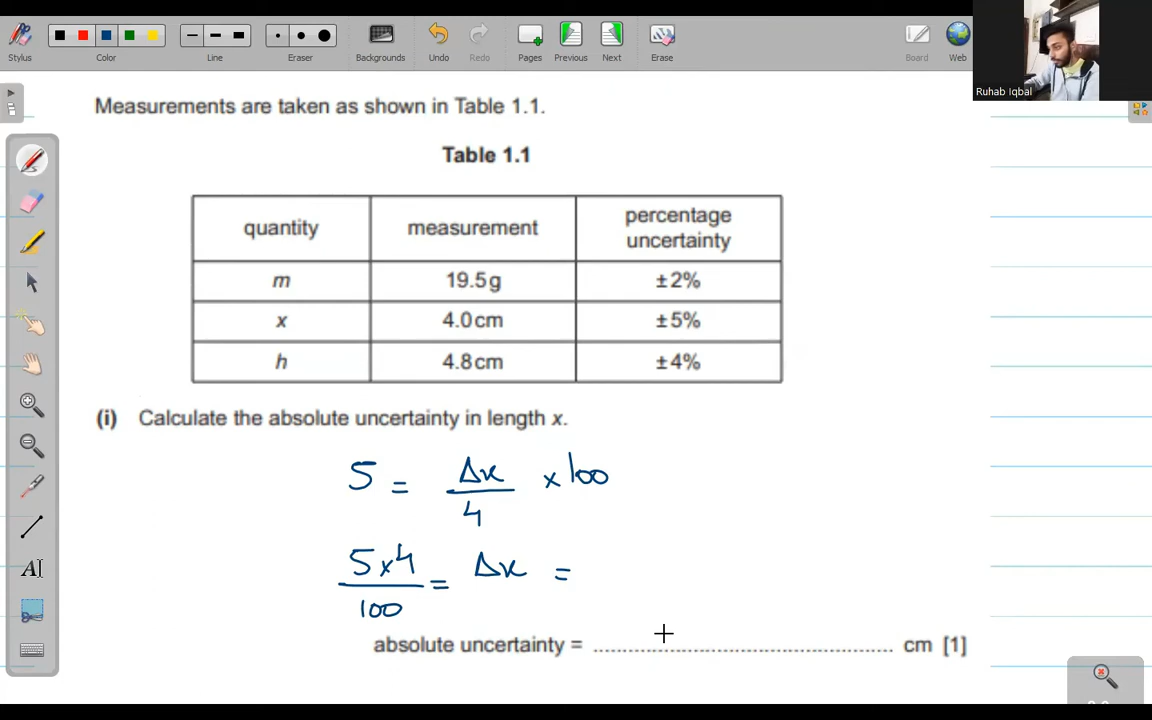 Stylus Color Line Eraser Backgrounds Undo Redo Pages Previous Next Erase Board Web
Ruhab Iqbal
Measurements are taken as shown in Table 1.1.
Table 1.1
quantity measurement percentage uncertainty
m 19.5g ±2%
x 4.0cm ±5%
h 4.8cm ±4%
(i) Calculate the absolute uncertainty in length x.
5 = Δx/4 × 100
5×4/100 = Δx =
absolute uncertainty = .................................................. cm [1]